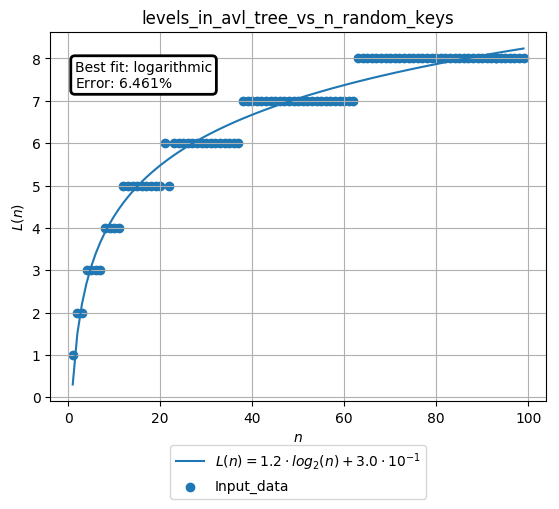 levels_in_avl_tree_vs_n_random_keys
Best fit: logarithmic
Error: 6.461%
8
7
6
5
4
3
2
1
0
L(n)
0 20 40 60 80 100
n
L(n) = 1.2 · log₂(n) + 3.0 · 10⁻¹
Input_data